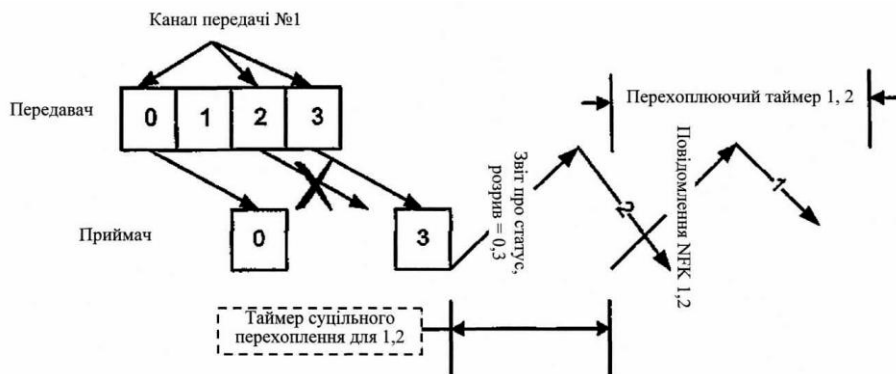 Канал передачі №1
Передавач
0 1 2 3
Перехоплюючий таймер 1, 2
Звіт про статус,
розрив = 0,3
2
Повідомлення NFK 1,2
1
Приймач
0 3
Таймер суцільного
перехоплення для 1,2